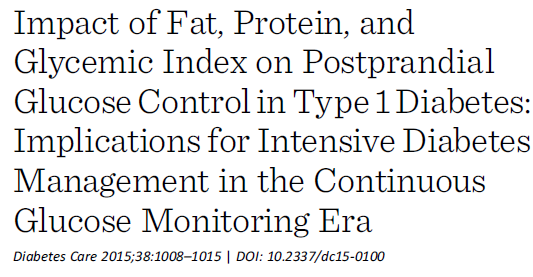 Impact of Fat, Protein, and
Glycemic Index on Postprandial
Glucose Control in Type 1 Diabetes:
Implications for Intensive Diabetes
Management in the Continuous
Glucose Monitoring Era
Diabetes Care 2015;38:1008–1015 | DOI: 10.2337/dc15-0100